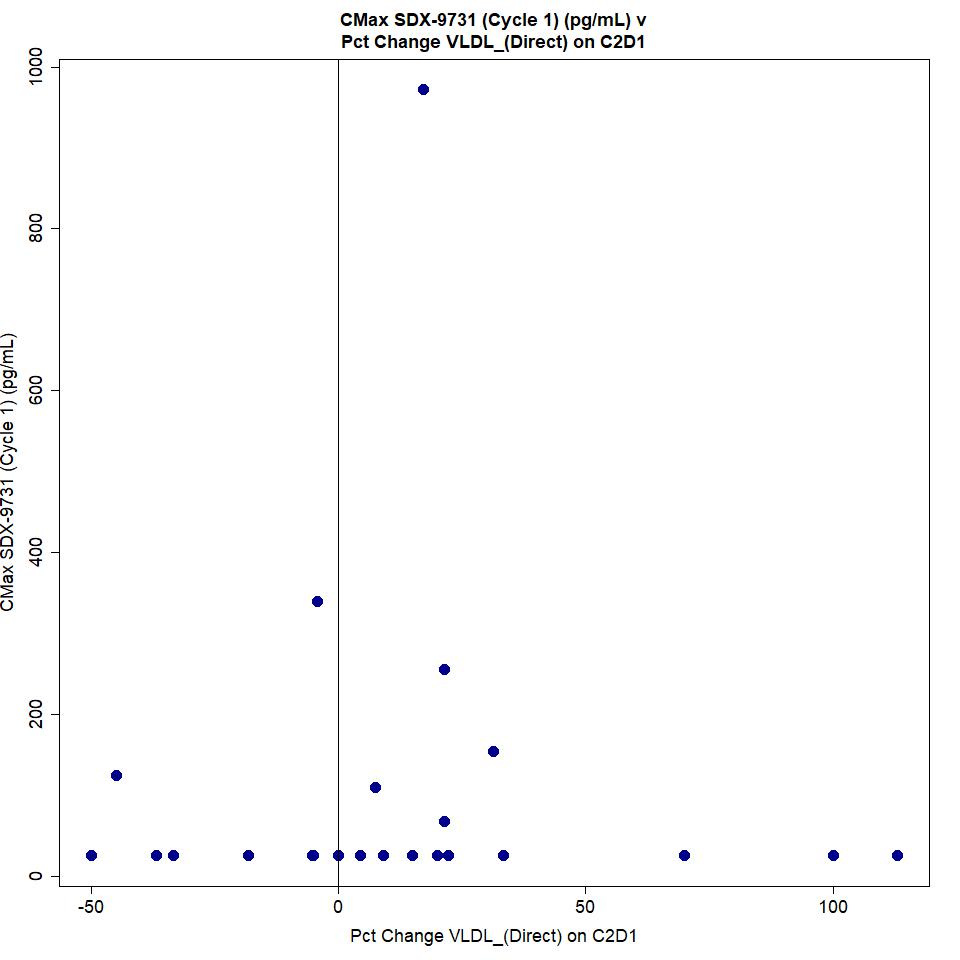 CMax SDX-9731 (Cycle 1) (pg/mL) v
Pct Change VLDL_(Direct) on C2D1
CMax SDX-9731 (Cycle 1) (pg/mL)
1000
800
600
400
200
0
-50
0
50
100
Pct Change VLDL_(Direct) on C2D1